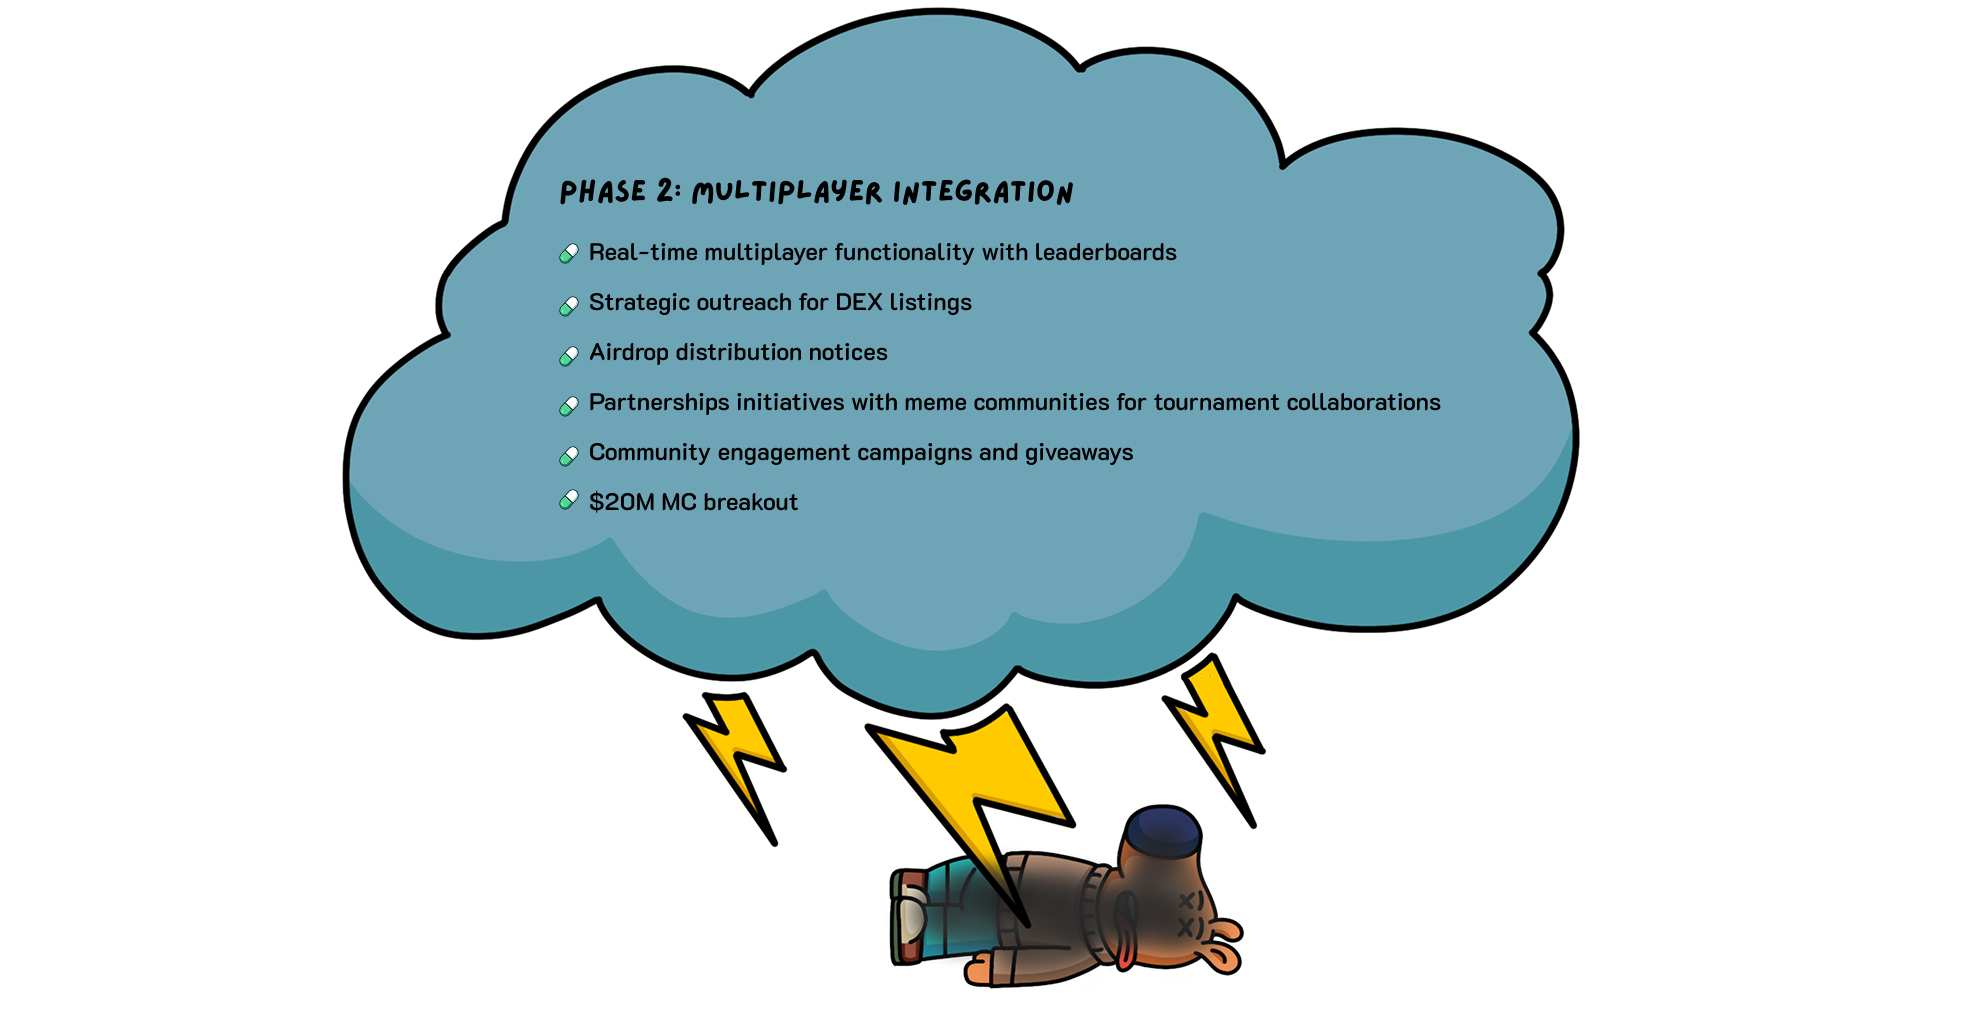 PHASE 2: MULTIPLAYER INTEGRATION
Real-time multiplayer functionality with leaderboards
Strategic outreach for DEX listings
Airdrop distribution notices
Partnerships initiatives with meme communities for tournament collaborations
Community engagement campaigns and giveaways
$20M MC breakout